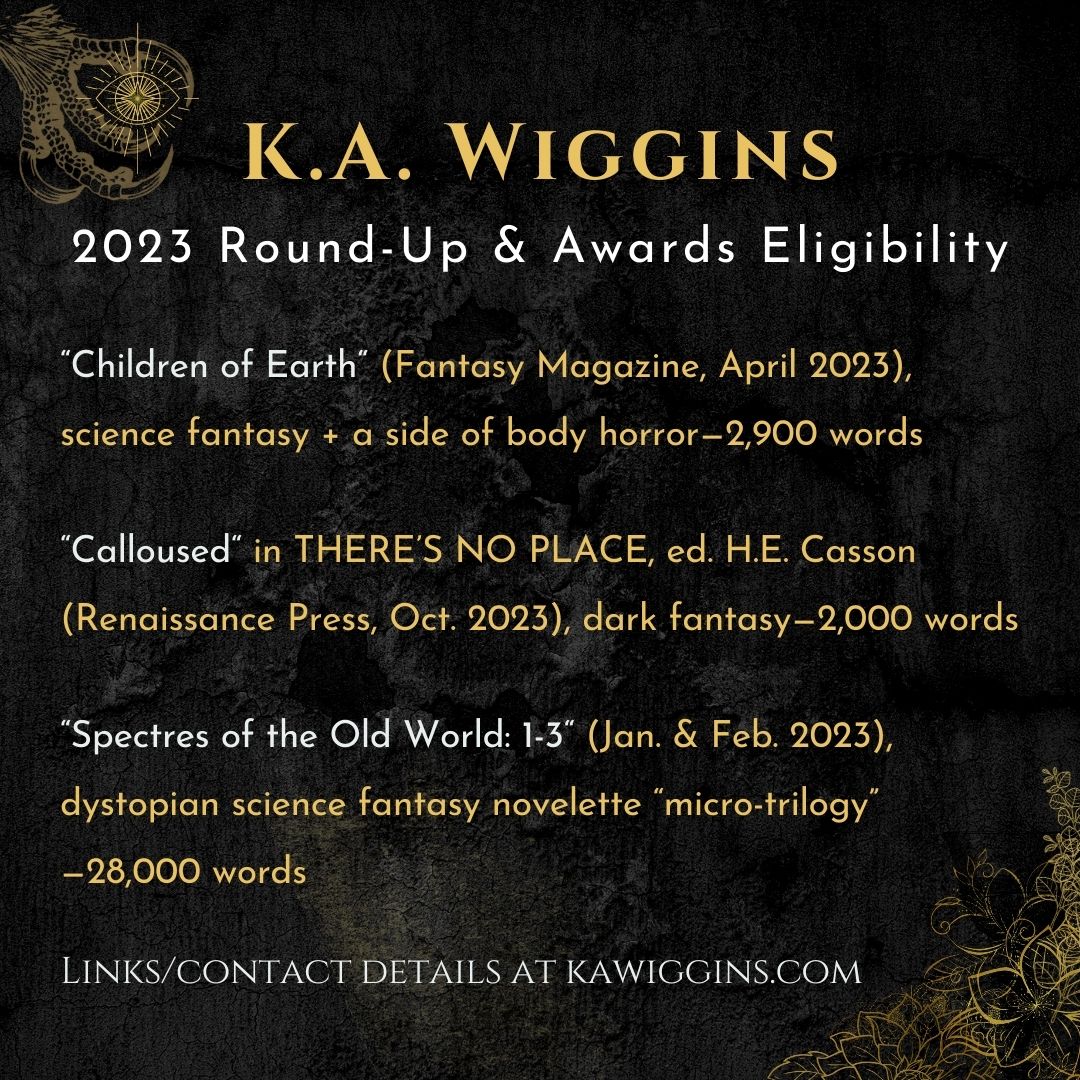 K.A. Wiggins
2023 Round-Up & Awards Eligibility
“Children of Earth“ (Fantasy Magazine, April 2023),
science fantasy + a side of body horror—2,900 words
“Calloused“ in THERE’S NO PLACE, ed. H.E. Casson
(Renaissance Press, Oct. 2023), dark fantasy—2,000 words
“Spectres of the Old World: 1-3“ (Jan. & Feb. 2023),
dystopian science fantasy novelette “micro-trilogy”
—28,000 words
Links/contact details at kawiggins.com